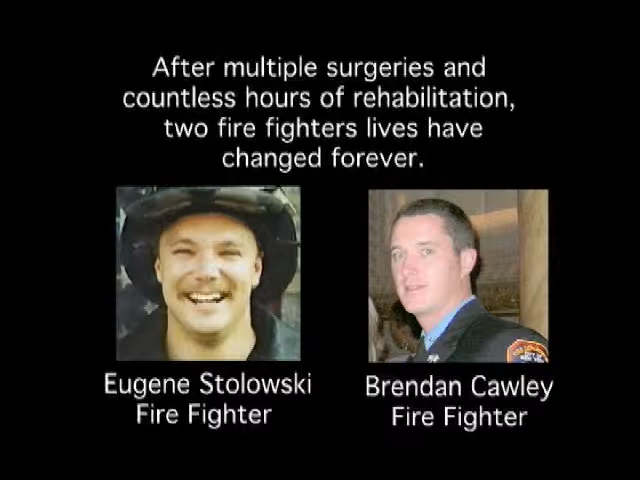 After multiple surgeries and
countless hours of rehabilitation,
two fire fighters lives have
changed forever.
Eugene Stolowski
Fire Fighter
Brendan Cawley
Fire Fighter